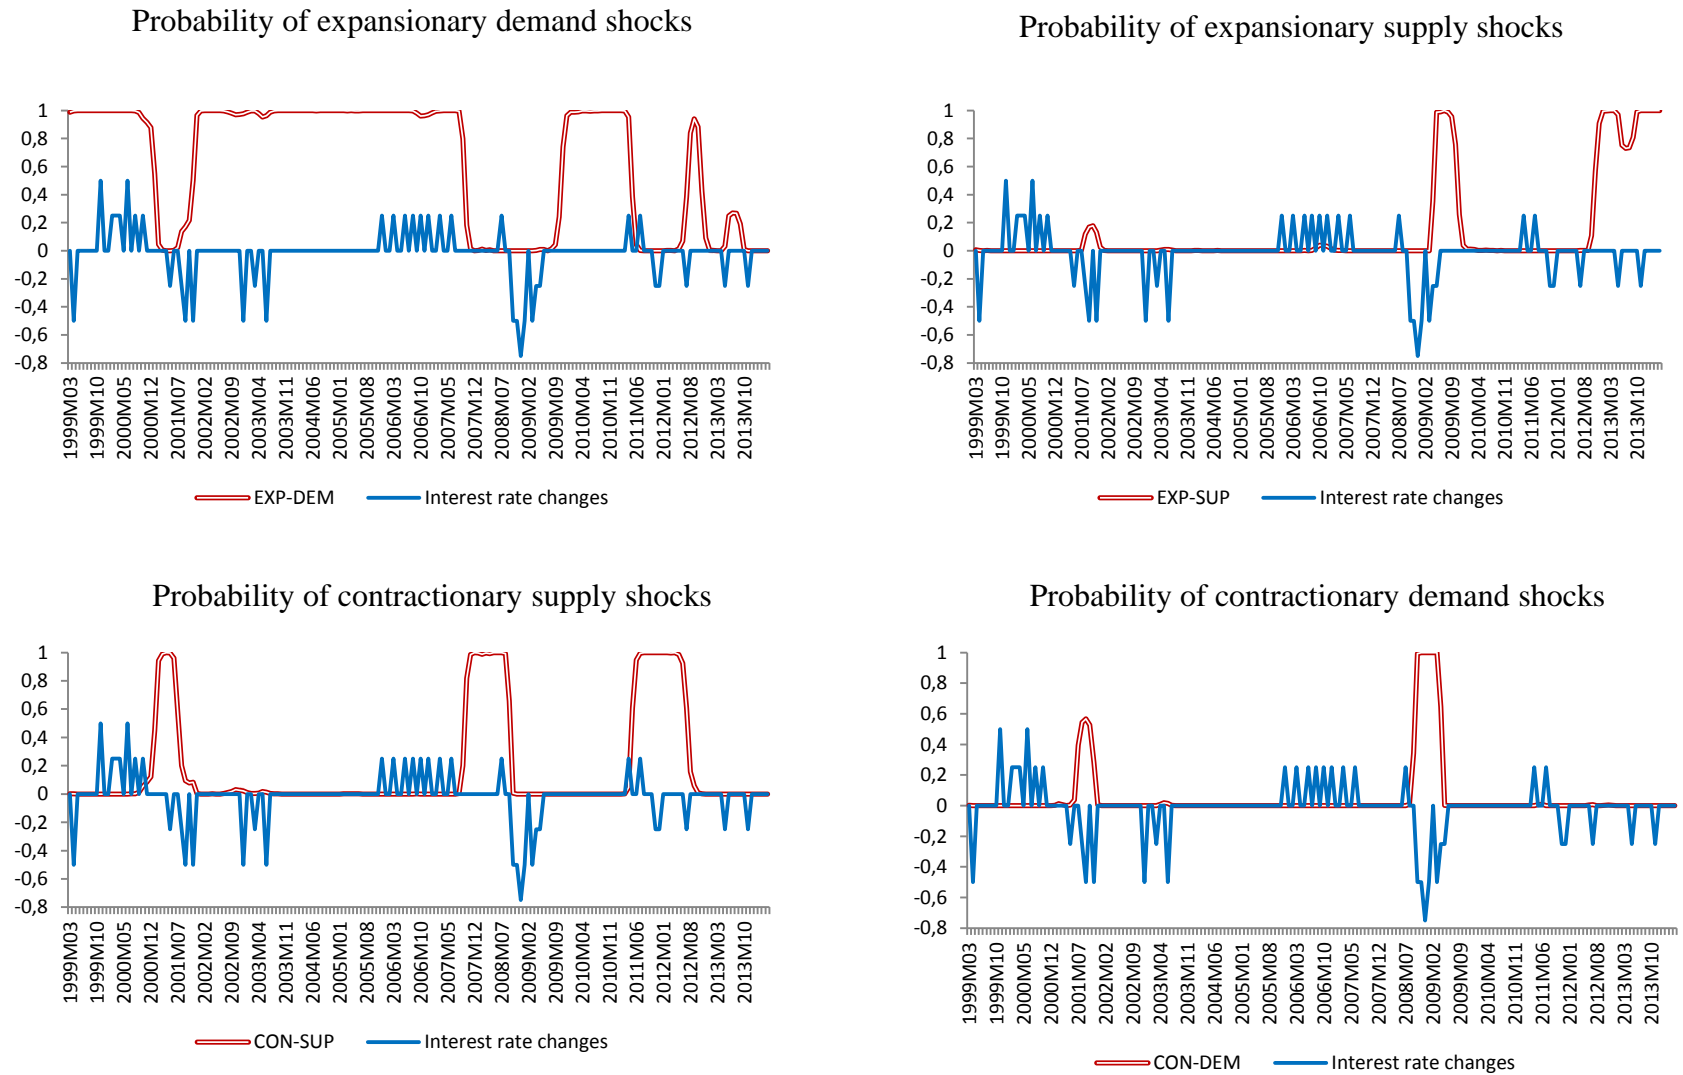 Probability of expansionary demand shocks
1
0,8
0,6
0,4
0,2
0
-0,2
-0,4
-0,6
-0,8
1999M03
1999M10
2000M05
2000M12
2001M07
2002M02
2002M09
2003M04
2003M11
2004M06
2005M01
2005M08
2006M03
2006M10
2007M05
2007M12
2008M07
2009M02
2009M09
2010M04
2010M11
2011M06
2012M01
2012M08
2013M03
2013M10
EXP-DEM Interest rate changes
Probability of expansionary supply shocks
1
0,8
0,6
0,4
0,2
0
-0,2
-0,4
-0,6
-0,8
1999M03
1999M10
2000M05
2000M12
2001M07
2002M02
2002M09
2003M04
2003M11
2004M06
2005M01
2005M08
2006M03
2006M10
2007M05
2007M12
2008M07
2009M02
2009M09
2010M04
2010M11
2011M06
2012M01
2012M08
2013M03
2013M10
EXP-SUP Interest rate changes
Probability of contractionary supply shocks
1
0,8
0,6
0,4
0,2
0
-0,2
-0,4
-0,6
-0,8
1999M03
1999M10
2000M05
2000M12
2001M07
2002M02
2002M09
2003M04
2003M11
2004M06
2005M01
2005M08
2006M03
2006M10
2007M05
2007M12
2008M07
2009M02
2009M09
2010M04
2010M11
2011M06
2012M01
2012M08
2013M03
2013M10
CON-SUP Interest rate changes
Probability of contractionary demand shocks
1
0,8
0,6
0,4
0,2
0
-0,2
-0,4
-0,6
-0,8
1999M03
1999M10
2000M05
2000M12
2001M07
2002M02
2002M09
2003M04
2003M11
2004M06
2005M01
2005M08
2006M03
2006M10
2007M05
2007M12
2008M07
2009M02
2009M09
2010M04
2010M11
2011M06
2012M01
2012M08
2013M03
2013M10
CON-DEM Interest rate changes